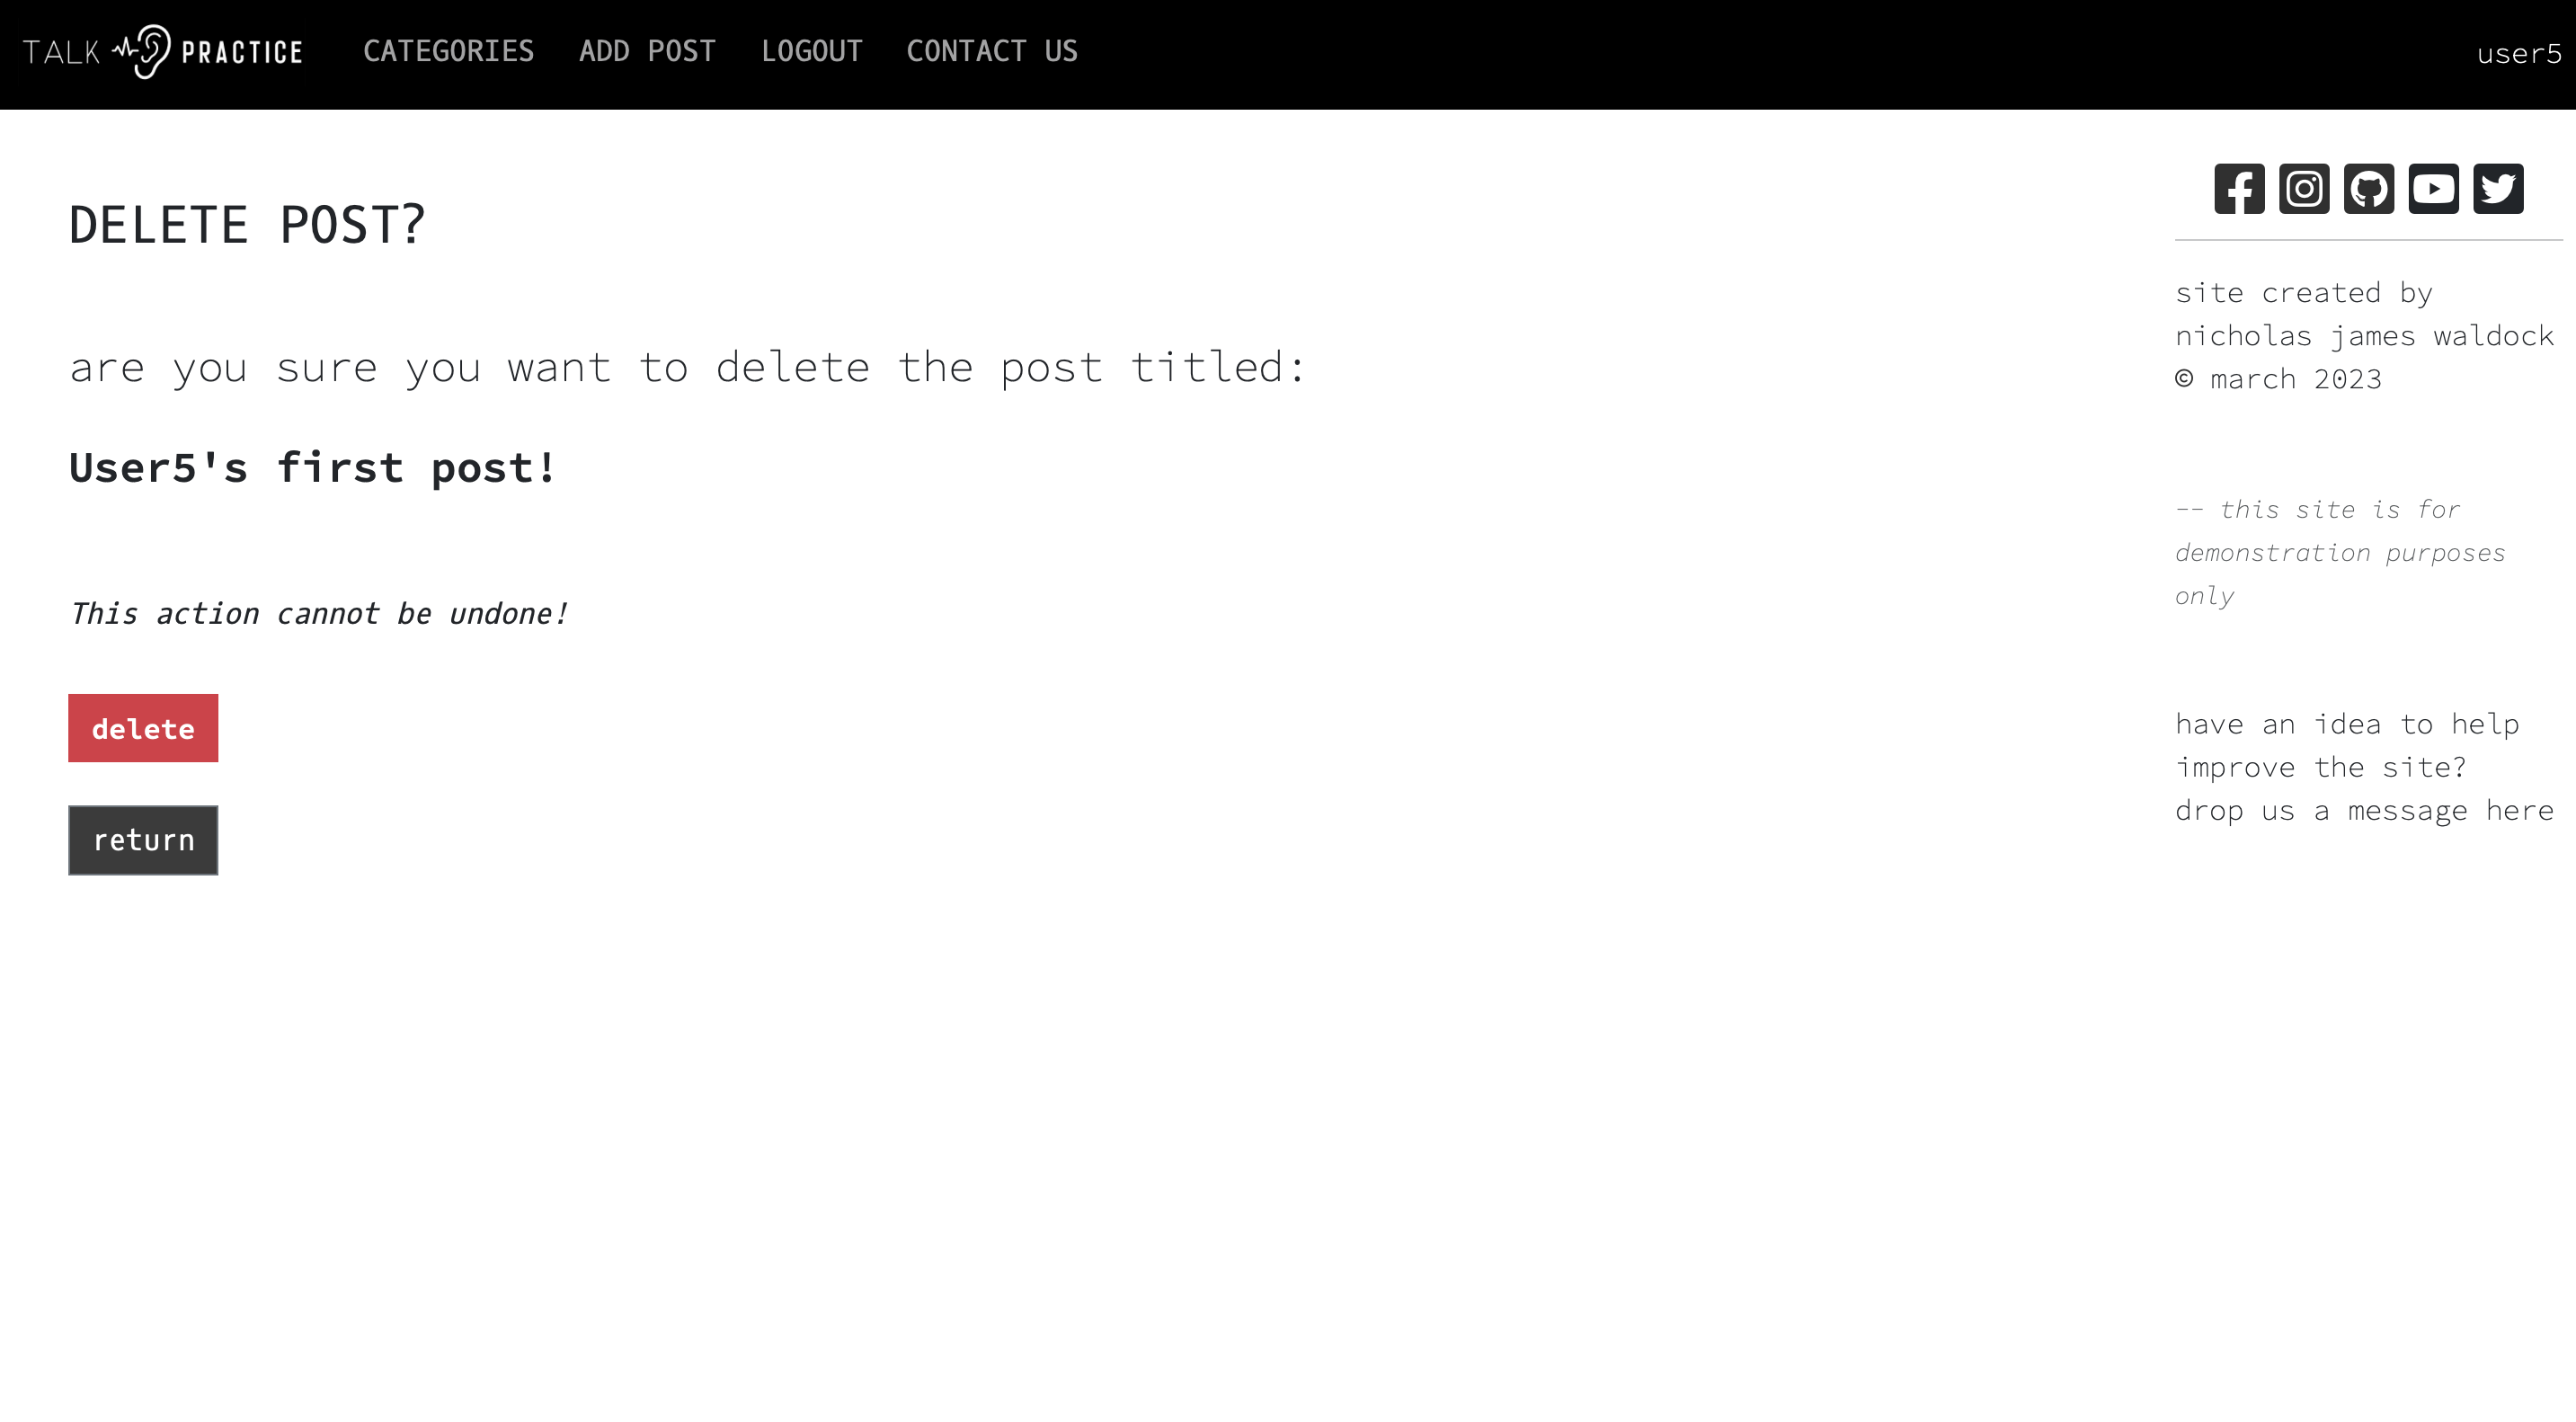 TALK PRACTICE CATEGORIES ADD POST LOGOUT CONTACT US user5
DELETE POST?
are you sure you want to delete the post titled:
User5's first post!
This action cannot be undone!
delete
return
site created by
nicholas james waldock
© march 2023
-- this site is for
demonstration purposes
only
have an idea to help
improve the site?
drop us a message here